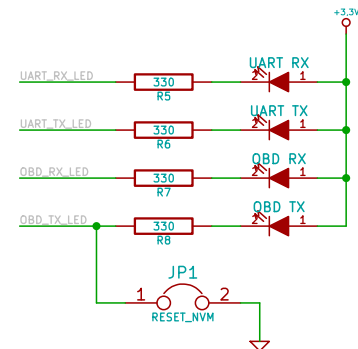 +3.3V
UART RX
UART_RX_LED 330 2 1
R5
UART TX
UART_TX_LED 330 2 1
R6
OBD RX
OBD_RX_LED 330 2 1
R7
OBD TX
OBD_TX_LED 330 2 1
R8
JP1
1 2
RESET_NVM